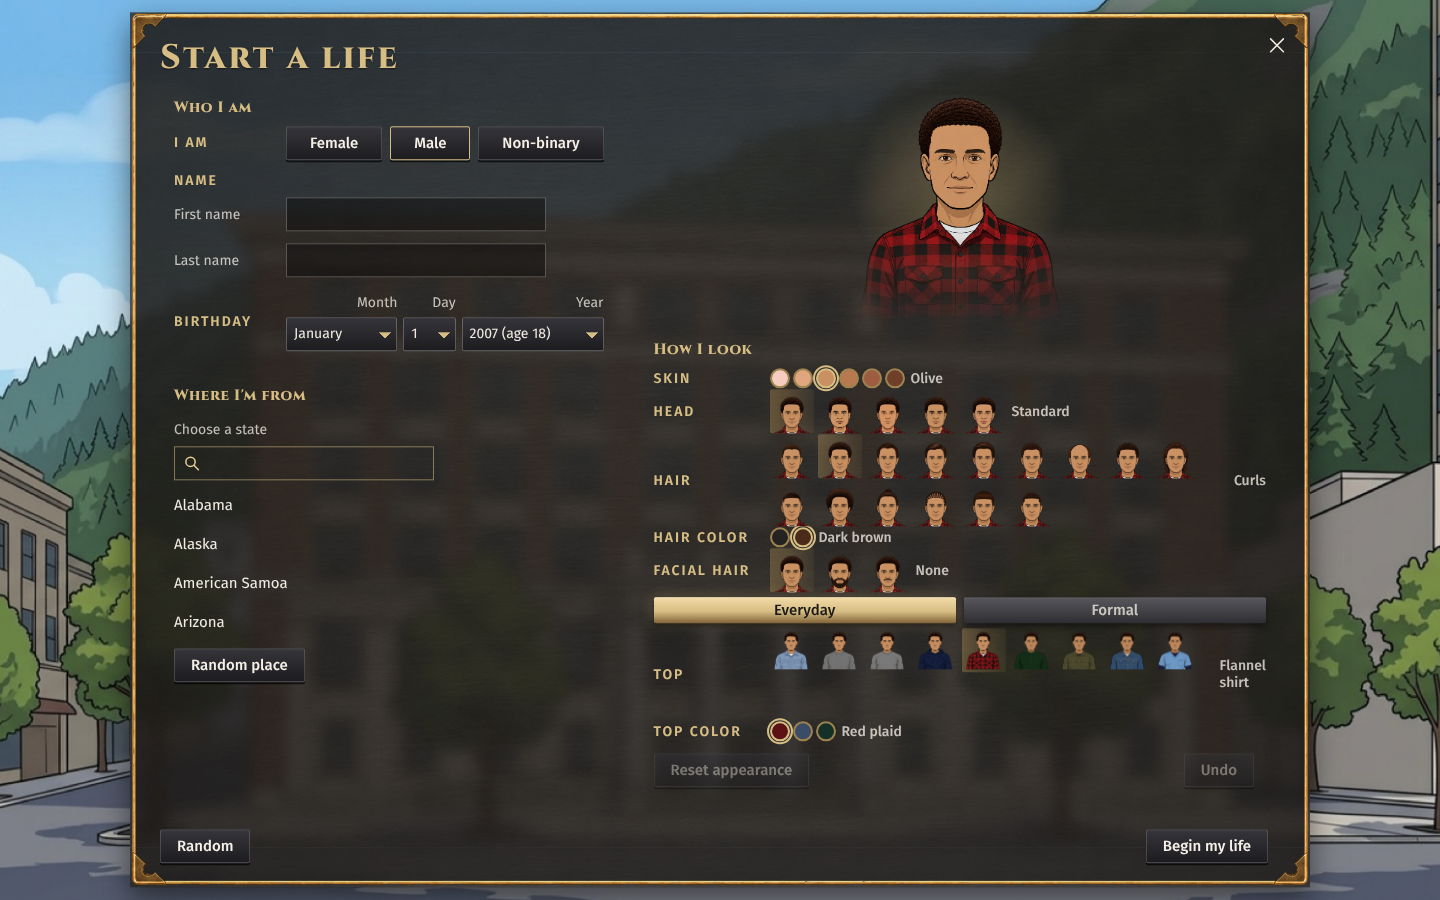 START A LIFE
WHO I AM
I AM
Female
Male
Non-binary
NAME
First name
Last name
Month
Day
Year
BIRTHDAY
January
1
2007 (age 18)
WHERE I'M FROM
Choose a state
Alabama
Alaska
American Samoa
Arizona
Random place
HOW I LOOK
SKIN
Olive
HEAD
Standard
HAIR
Curls
HAIR COLOR
Dark brown
FACIAL HAIR
None
Everyday
Formal
TOP
Flannel
shirt
TOP COLOR
Red plaid
Reset appearance
Undo
Random
Begin my life